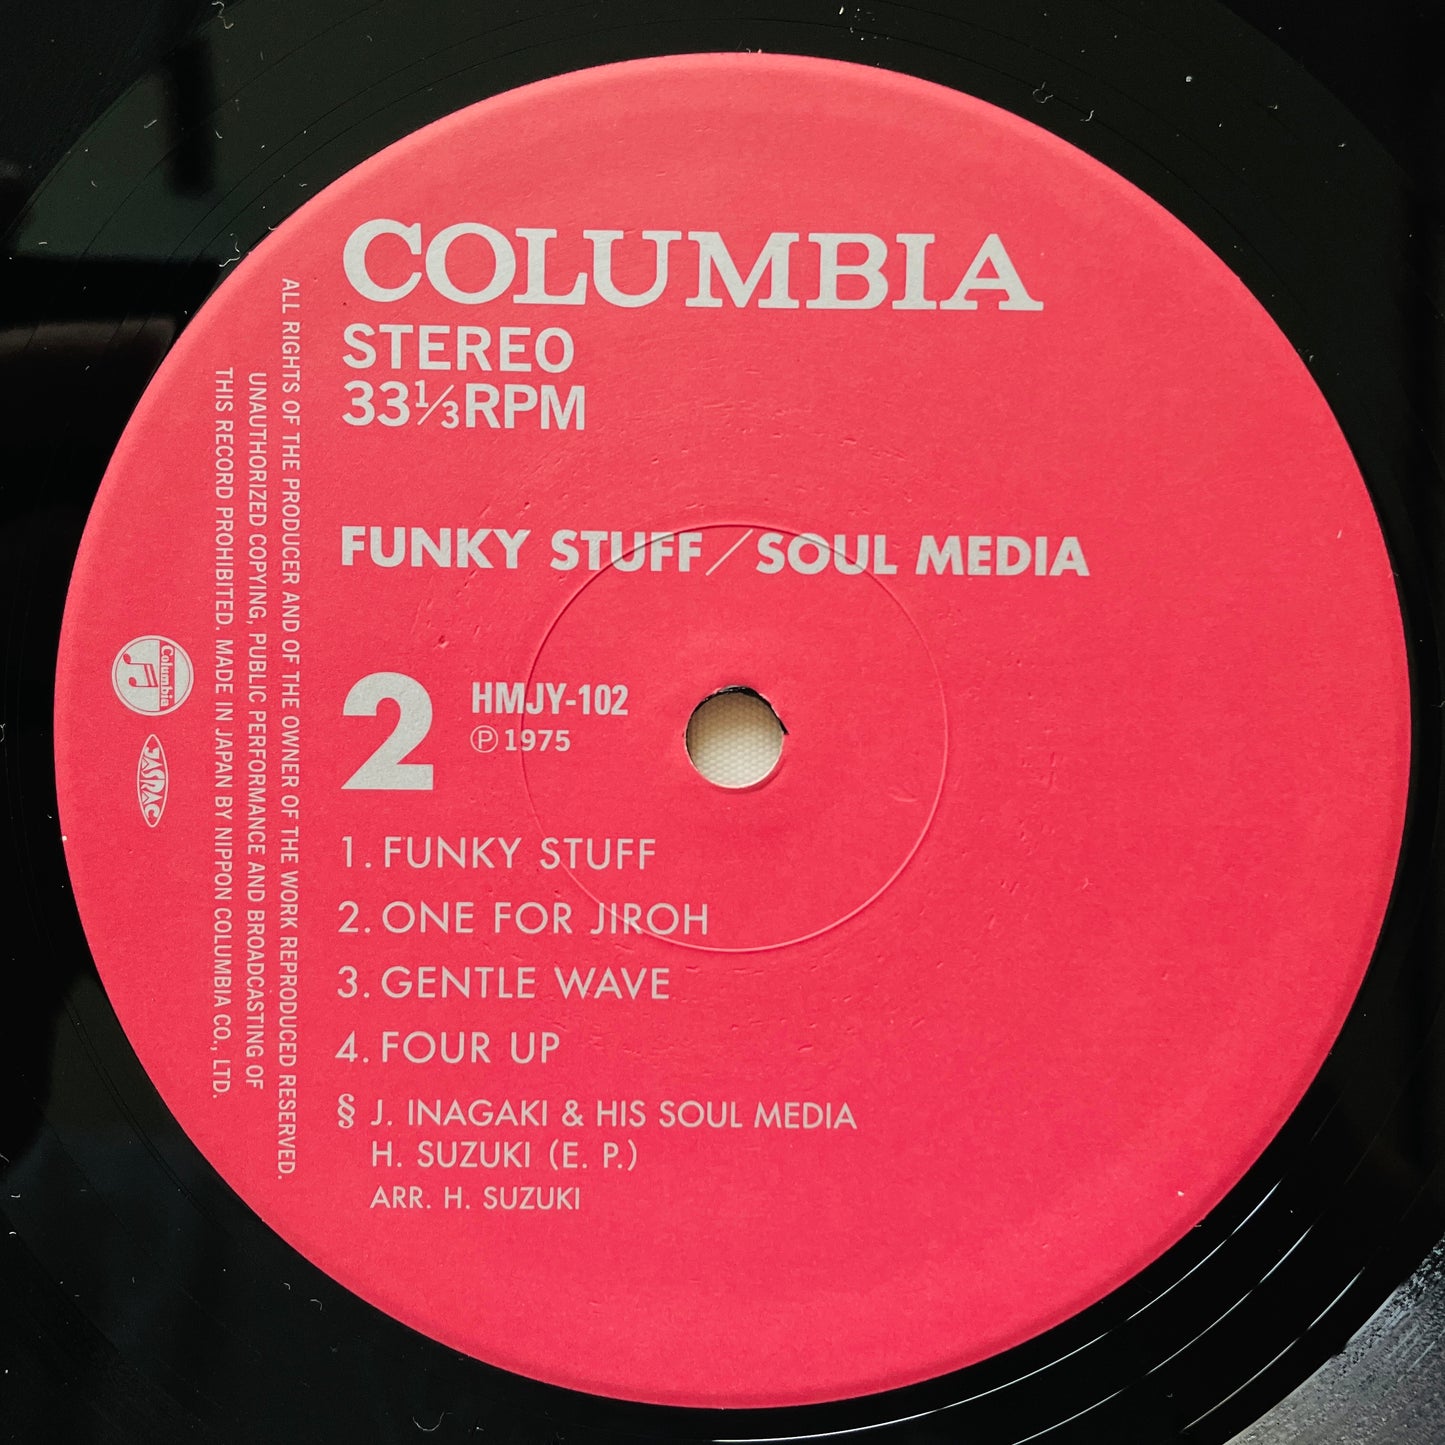 COLUMBIA
STEREO
33⅓RPM
FUNKY STUFF/SOUL MEDIA
2
HMJY-102
℗1975
1. FUNKY STUFF
2. ONE FOR JIROH
3. GENTLE WAVE
4. FOUR UP
§ J. INAGAKI & HIS SOUL MEDIA
H. SUZUKI (E. P.)
ARR. H. SUZUKI
ALL RIGHTS OF THE PRODUCER AND OF THE OWNER OF THE WORK REPRODUCED RESERVED.
UNAUTHORIZED COPYING, PUBLIC PERFORMANCE AND BROADCASTING OF
THIS RECORD PROHIBITED. MADE IN JAPAN BY NIPPON COLUMBIA CO., LTD.
Columbia
JASRAC